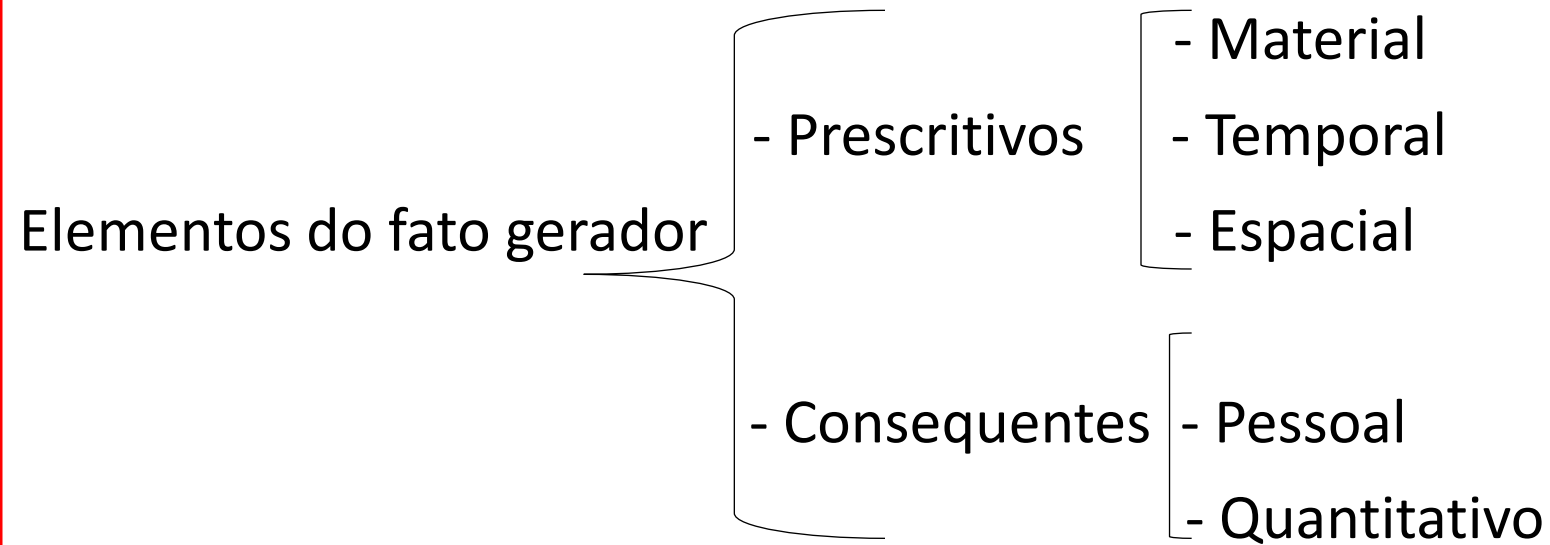 - Material
- Prescritivos - Temporal
Elementos do fato gerador - Espacial
- Consequentes - Pessoal
- Quantitativo